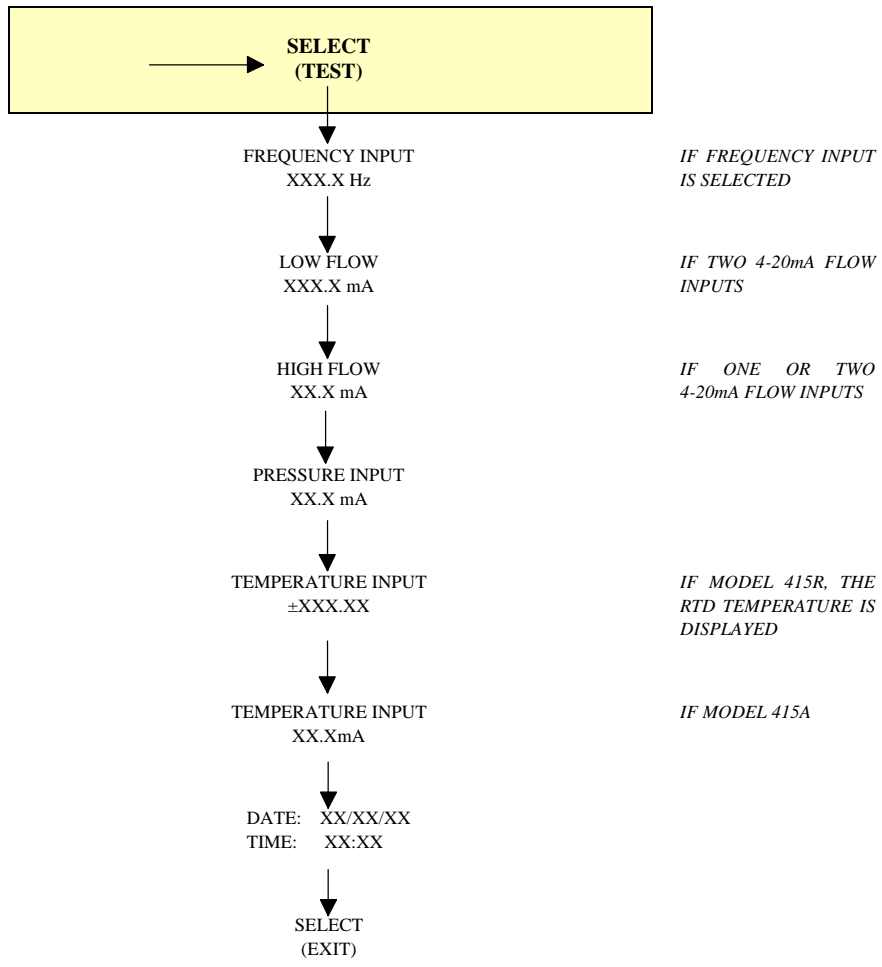 SELECT
(TEST)
FREQUENCY INPUT
XXX.X Hz
IF FREQUENCY INPUT
IS SELECTED
LOW FLOW
XXX.X mA
IF TWO 4-20mA FLOW
INPUTS
HIGH FLOW
XX.X mA
IF ONE OR TWO
4-20mA FLOW INPUTS
PRESSURE INPUT
XX.X mA
TEMPERATURE INPUT
±XXX.XX
IF MODEL 415R, THE
RTD TEMPERATURE IS
DISPLAYED
TEMPERATURE INPUT
XX.XmA
IF MODEL 415A
DATE: XX/XX/XX
TIME: XX:XX
SELECT
(EXIT)